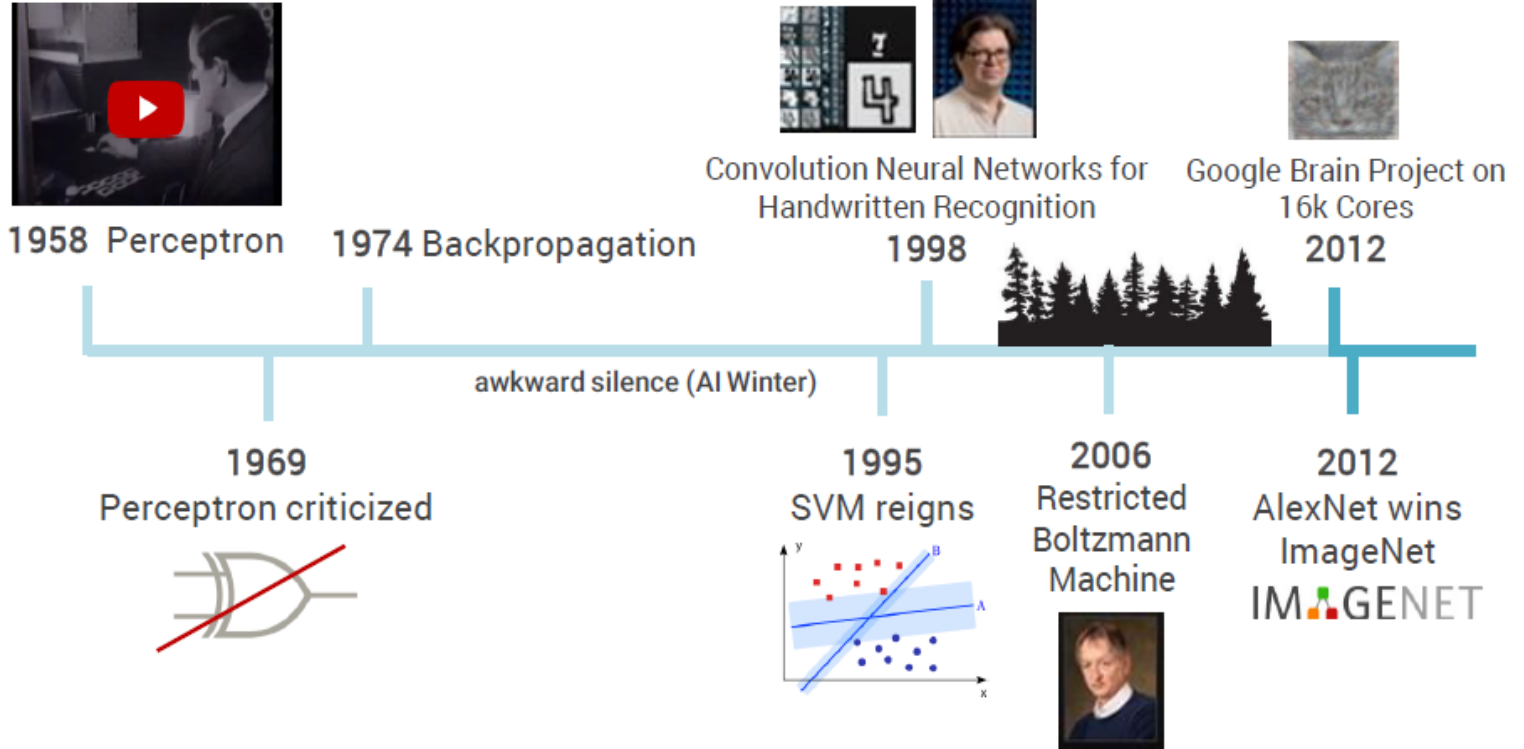 1958 Perceptron
1974 Backpropagation
4
Convolution Neural Networks for
Handwritten Recognition
1998
Google Brain Project on
16k Cores
2012
awkward silence (AI Winter)
1969
Perceptron criticized
1995
SVM reigns
y
B
A
x
2006
Restricted
Boltzmann
Machine
2012
AlexNet wins
ImageNet
IMAGENET